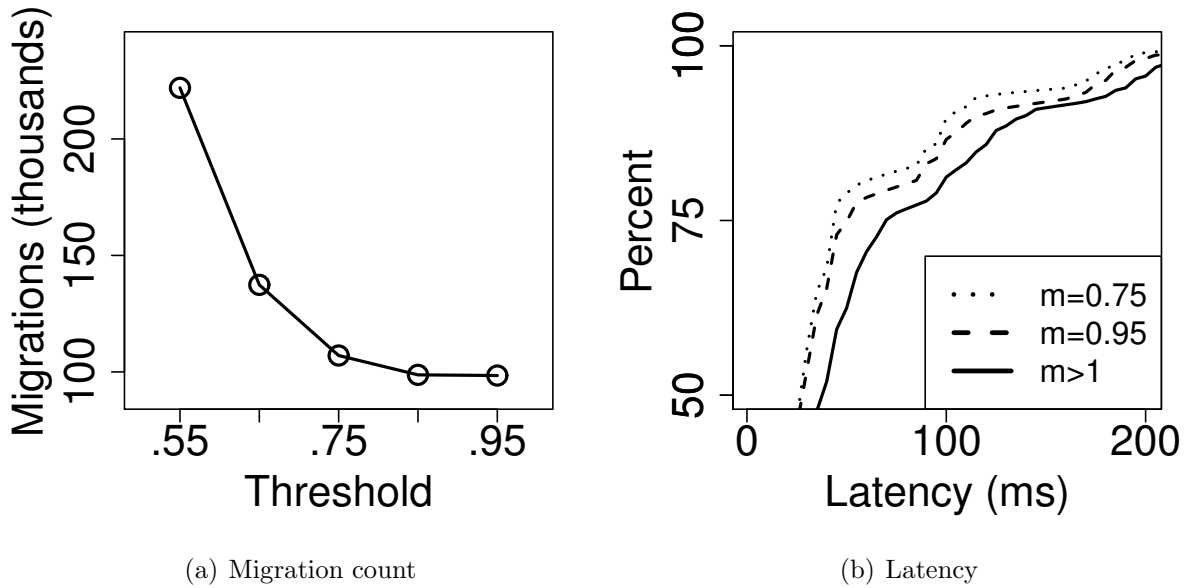 Migrations (thousands)
200
150
100
.55
.75
.95
Threshold
(a) Migration count
Percent
100
75
50
m=0.75
m=0.95
m>1
0
100
200
Latency (ms)
(b) Latency